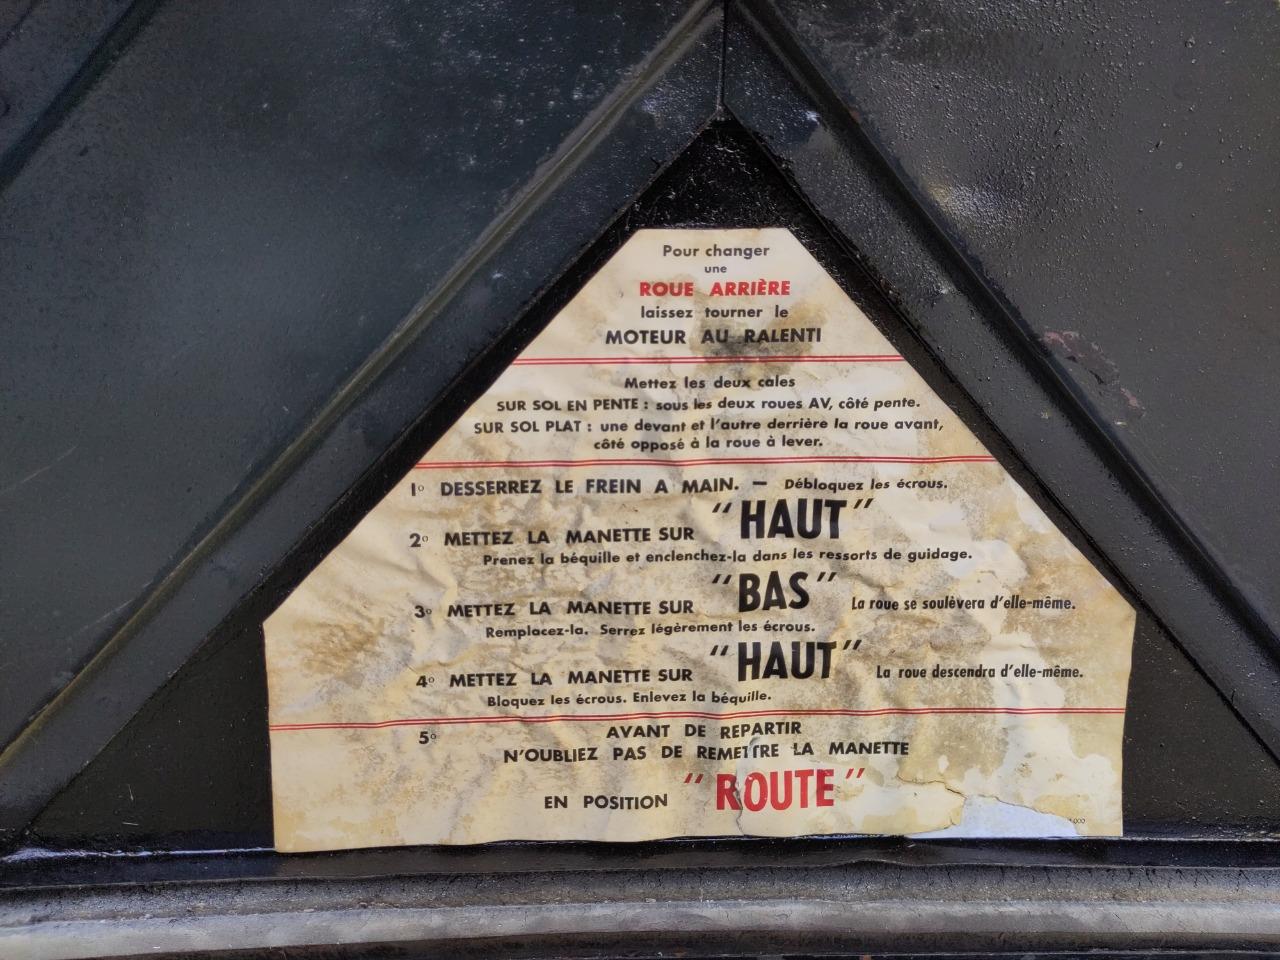 Pour changer
une
ROUE ARRIÈRE
laissez tourner le
MOTEUR AU RALENTI
Mettez les deux cales
SUR SOL EN PENTE : sous les deux roues AV, côté pente.
SUR SOL PLAT : une devant et l'autre derrière la roue avant,
côté opposé à la roue à lever.
1° DESSERREZ LE FREIN A MAIN. — Débloquez les écrous.
2° METTEZ LA MANETTE SUR "HAUT"
Prenez la béquille et enclenchez-la dans les ressorts de guidage.
3° METTEZ LA MANETTE SUR "BAS" La roue se soulèvera d'elle-même.
Remplacez-la. Serrez légèrement les écrous.
4° METTEZ LA MANETTE SUR "HAUT" La roue descendra d'elle-même.
Bloquez les écrous. Enlevez la béquille.
5° AVANT DE REPARTIR
N'OUBLIEZ PAS DE REMETTRE LA MANETTE
EN POSITION "ROUTE"